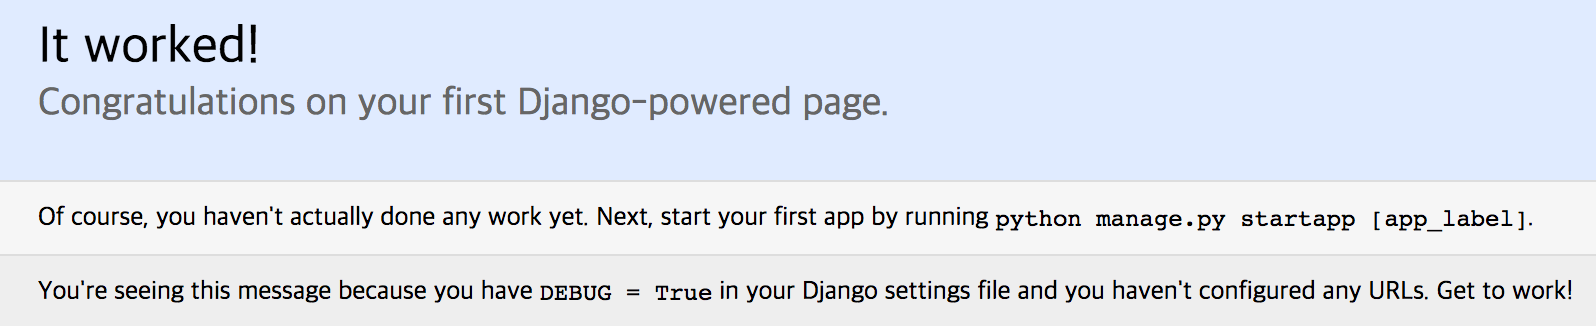 It worked!
Congratulations on your first Django-powered page.
Of course, you haven't actually done any work yet. Next, start your first app by running python manage.py startapp [app_label].
You're seeing this message because you have DEBUG = True in your Django settings file and you haven't configured any URLs. Get to work!